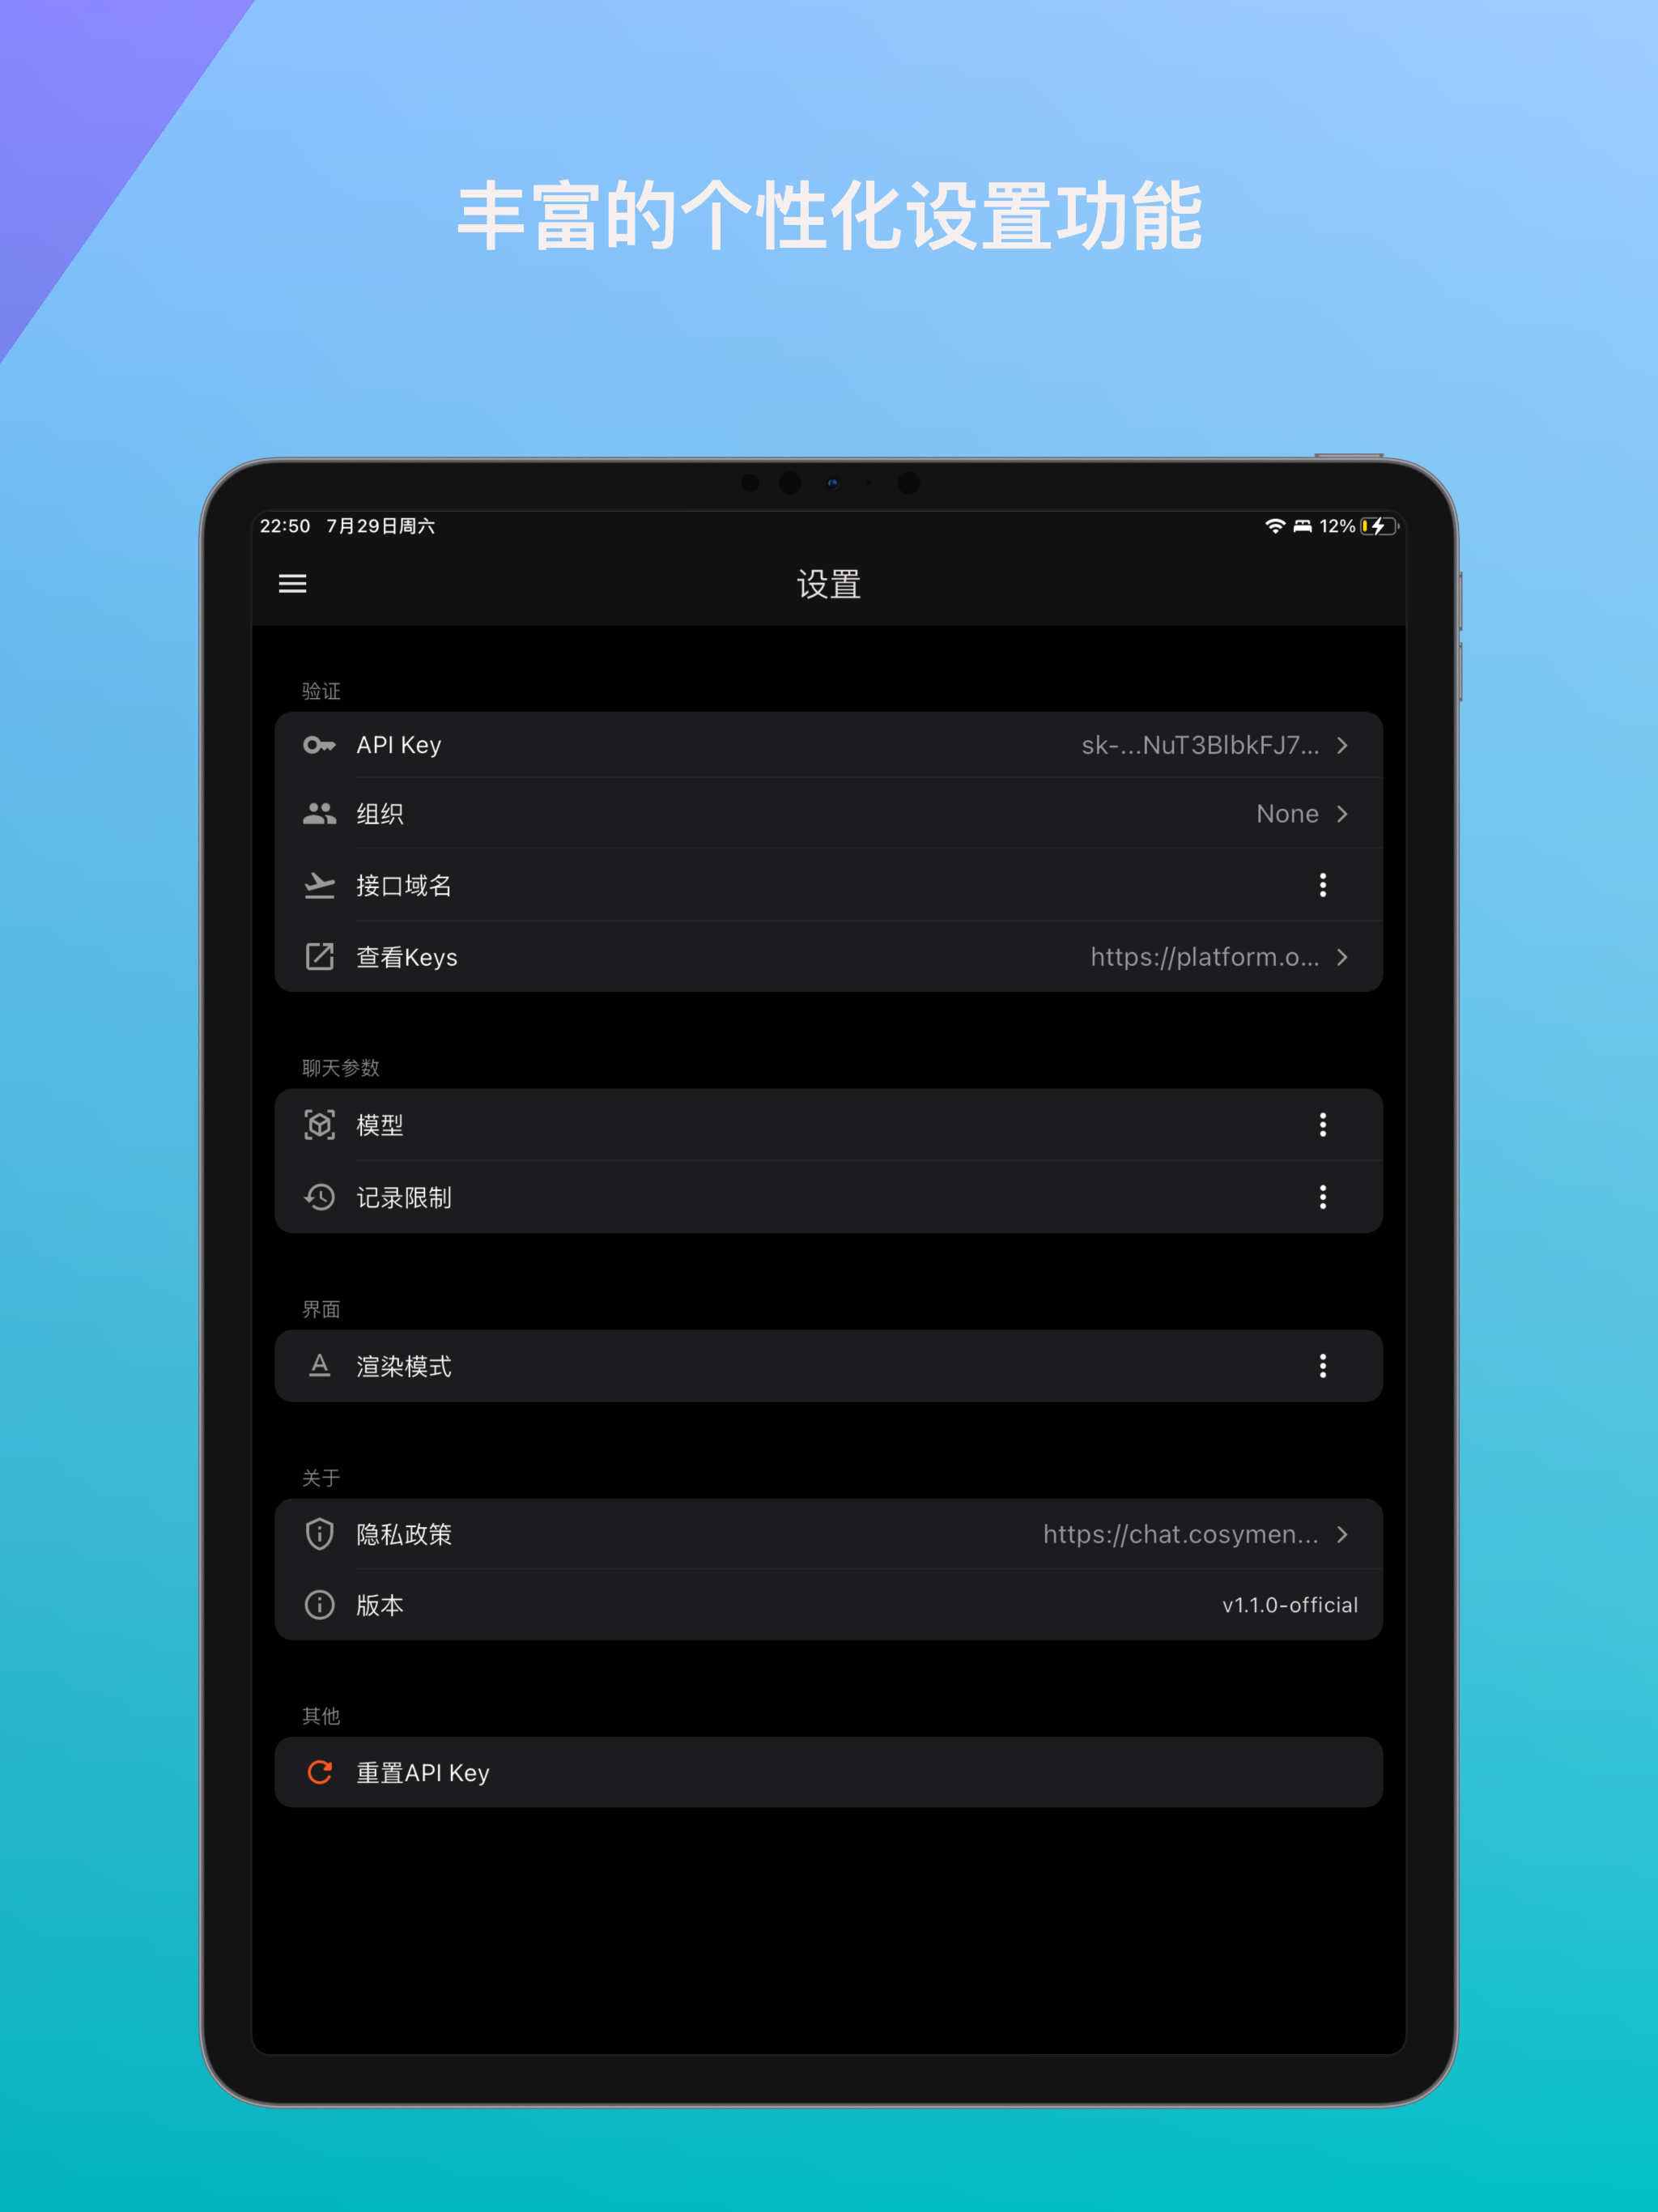 丰富的个性化设置功能
22:50 7月29日周六 12%
设置
验证
API Key sk-...NuT3BlbkFJ7...
组织 None
接口域名
查看Keys https://platform.o...
聊天参数
模型
记录限制
界面
渲染模式
关于
隐私政策 https://chat.cosymen...
版本 v1.1.0-official
其他
重置API Key